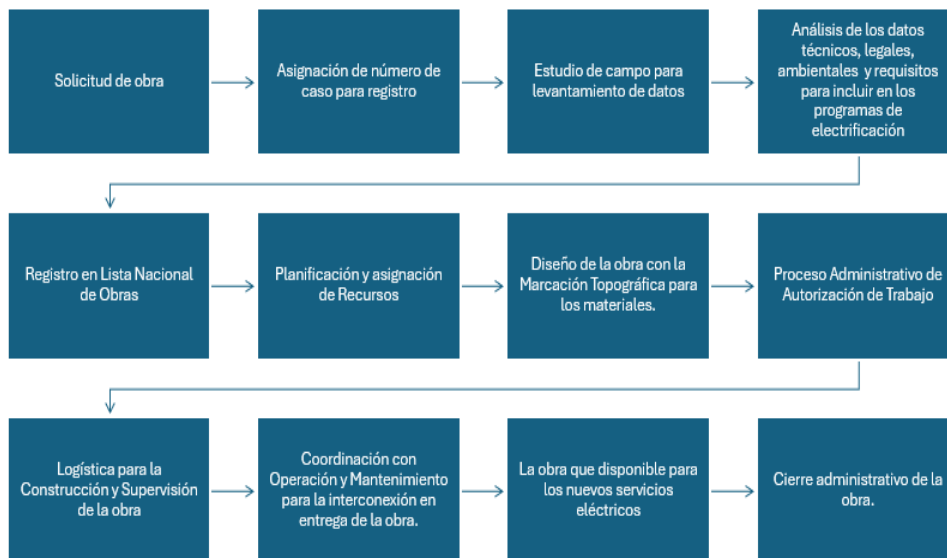 Solicitud de obra
Asignación de número de
caso para registro
Estudio de campo para
levantamiento de datos
Análisis de los datos
técnicos, legales,
ambientales y requisitos
para incluir en los
programas de
electrificación
Registro en Lista Nacional
de Obras
Planificación y asignación
de Recursos
Diseño de la obra con la
Marcación Topográfica para
los materiales.
Proceso Administrativo de
Autorización de Trabajo
Logística para la
Construcción y Supervisión
de la obra
Coordinación con
Operación y Mantenimiento
para la interconexión en
entrega de la obra.
La obra que disponible para
los nuevos servicios
eléctricos
Cierre administrativo de la
obra.